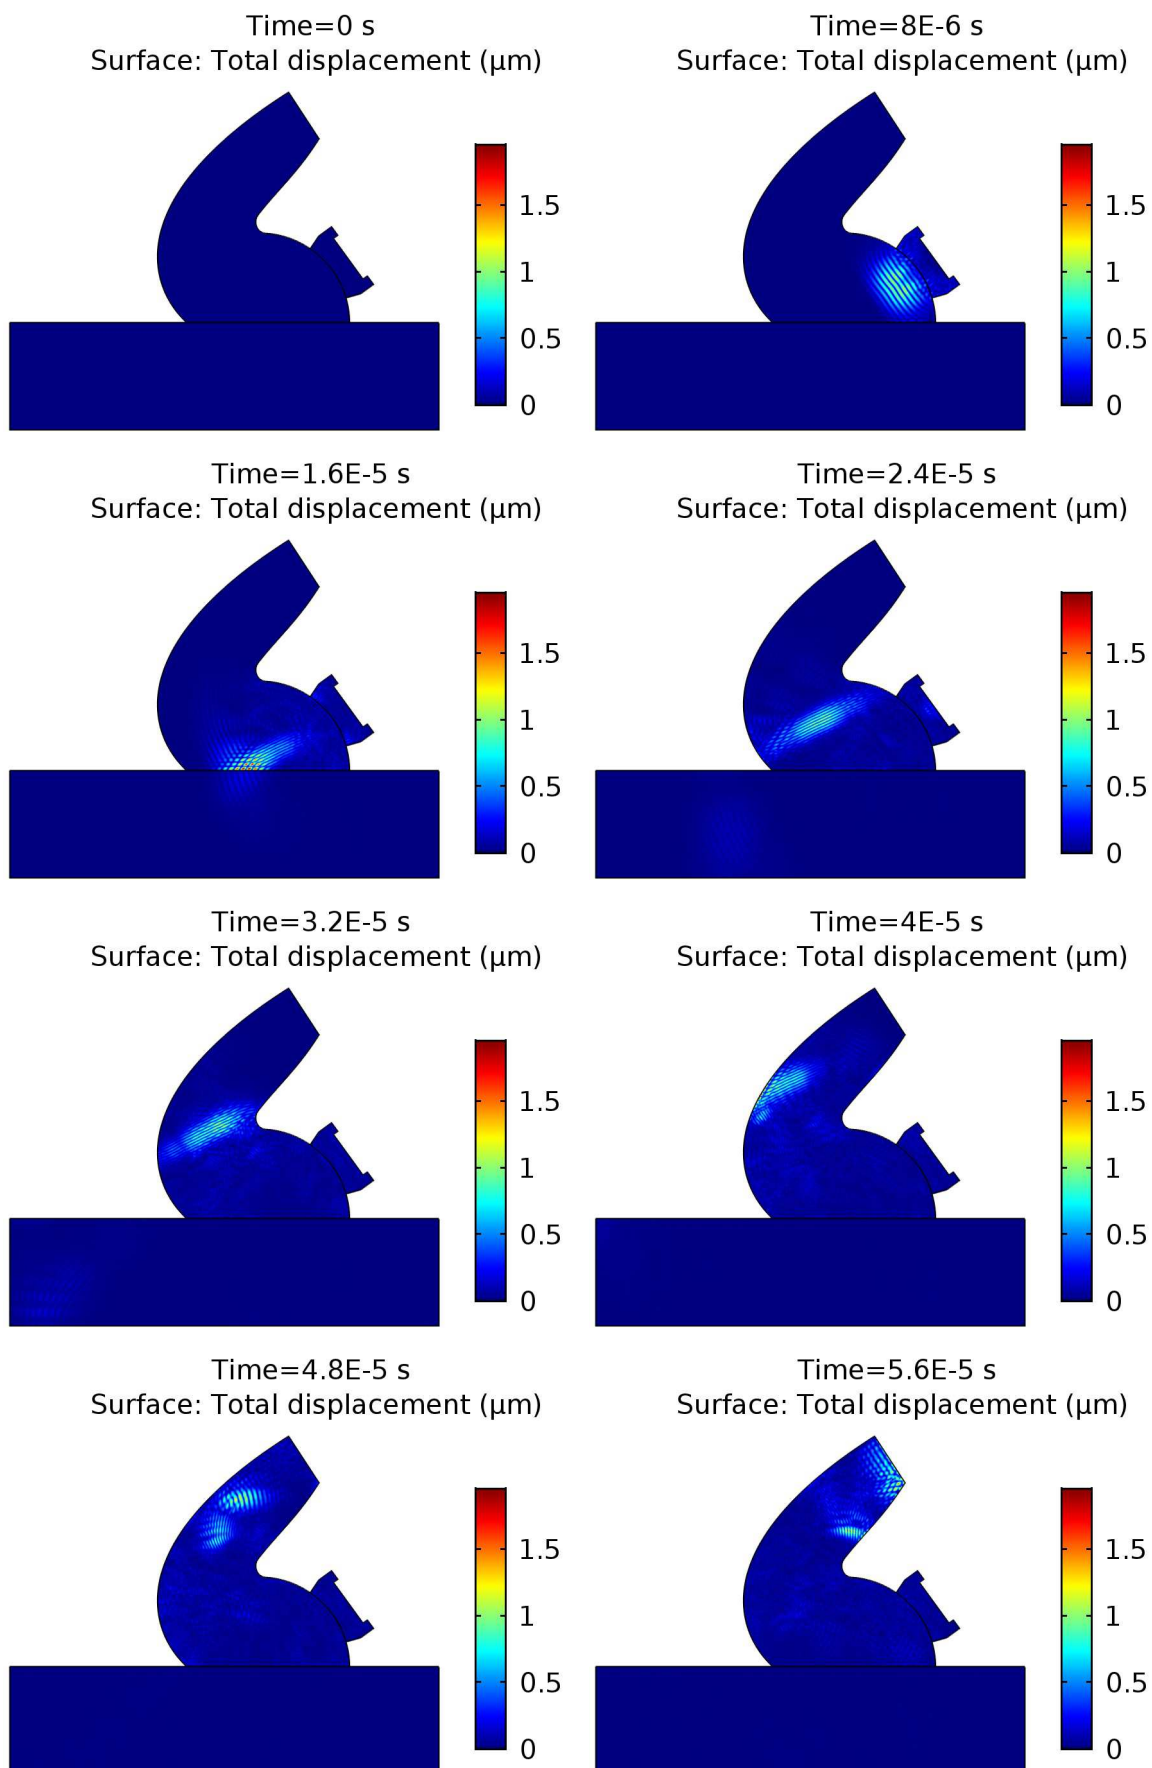 Time=0 s
Surface: Total displacement (µm)
1.5
1
0.5
0
Time=8E-6 s
Surface: Total displacement (µm)
1.5
1
0.5
0
Time=1.6E-5 s
Surface: Total displacement (µm)
1.5
1
0.5
0
Time=2.4E-5 s
Surface: Total displacement (µm)
1.5
1
0.5
0
Time=3.2E-5 s
Surface: Total displacement (µm)
1.5
1
0.5
0
Time=4E-5 s
Surface: Total displacement (µm)
1.5
1
0.5
0
Time=4.8E-5 s
Surface: Total displacement (µm)
1.5
1
0.5
0
Time=5.6E-5 s
Surface: Total displacement (µm)
1.5
1
0.5
0